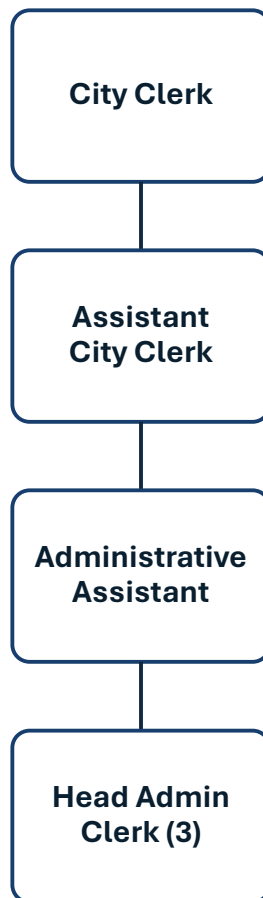 City Clerk
Assistant
City Clerk
Administrative
Assistant
Head Admin
Clerk (3)